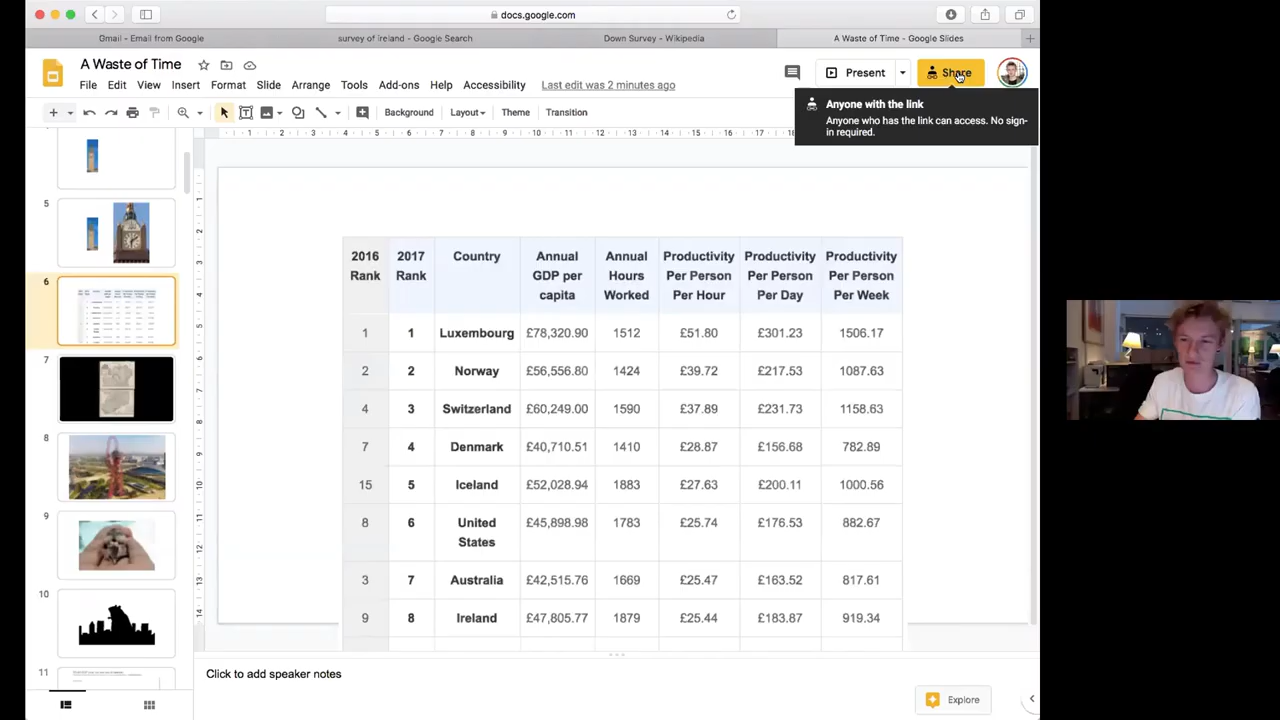 docs.google.com
Gmail - Email from Google
survey of ireland - Google Search
Down Survey - Wikipedia
A Waste of Time - Google Slides
A Waste of Time
File Edit View Insert Format Slide Arrange Tools Add-ons Help Accessibility Last edit was 2 minutes ago
Present
Share
Anyone with the link
Anyone who has the link can access. No sign-
in required.
Background Layout Theme Transition
2016 Rank 2017 Rank Country Annual GDP per capita Annual Hours Worked Productivity Per Person Per Hour Productivity Per Person Per Day Productivity Per Person Per Week
1 1 Luxembourg £78,320.90 1512 £51.80 £301.23 1506.17
2 2 Norway £56,556.80 1424 £39.72 £217.53 1087.63
4 3 Switzerland £60,249.00 1590 £37.89 £231.73 1158.63
7 4 Denmark £40,710.51 1410 £28.87 £156.68 782.89
15 5 Iceland £52,028.94 1883 £27.63 £200.11 1000.56
8 6 United States £45,898.98 1783 £25.74 £176.53 882.67
3 7 Australia £42,515.76 1669 £25.47 £163.52 817.61
9 8 Ireland £47,805.77 1879 £25.44 £183.87 919.34
5
6
7
8
9
10
11
Click to add speaker notes
Explore